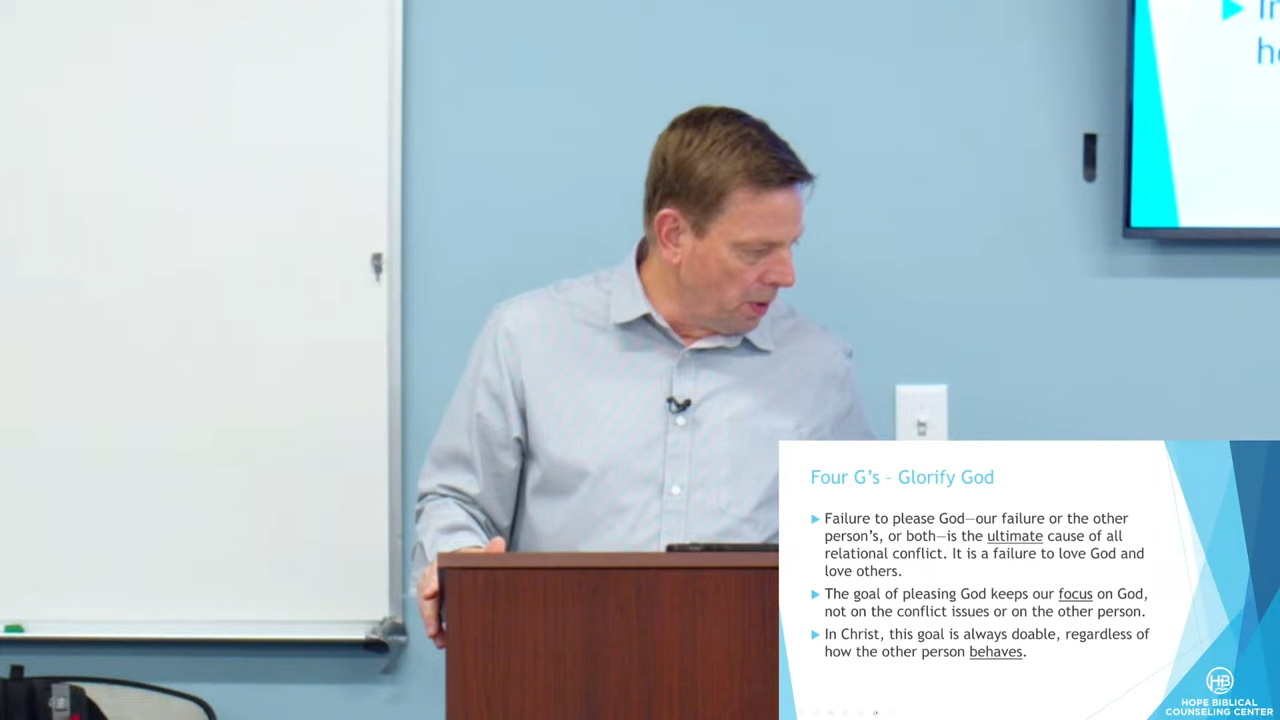 Four G's – Glorify God
▶ Failure to please God—our failure or the other
person's, or both—is the ultimate cause of all
relational conflict. It is a failure to love God and
love others.
▶ The goal of pleasing God keeps our focus on God,
not on the conflict issues or on the other person.
▶ In Christ, this goal is always doable, regardless of
how the other person behaves.
HB
HOPE BIBLICAL
COUNSELING CENTER